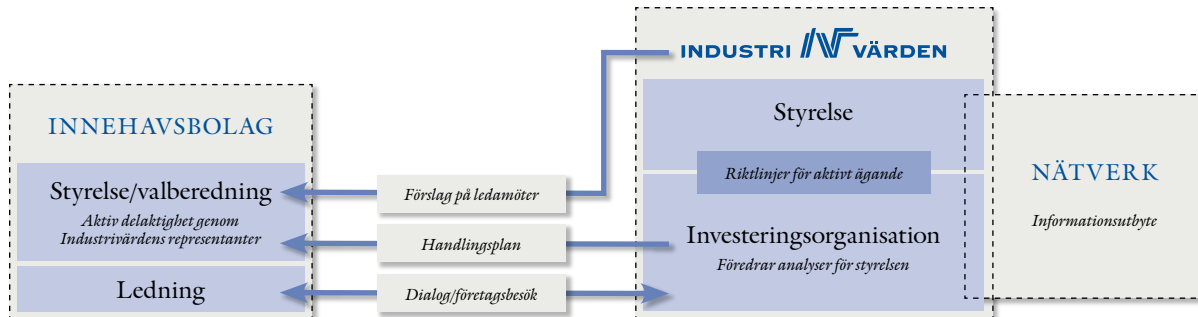 INNEHAVSBOLAG
Styrelse/valberedning
Aktiv delaktighet genom
Industrivärdens representanter
Ledning
Förslag på ledamöter
Handlingsplan
Dialog/företagsbesök
INDUSTRI VÄRDEN
Styrelse
Riktlinjer för aktivt ägande
Investeringsorganisation
Föredrar analyser för styrelsen
NÄTVERK
Informationsutbyte